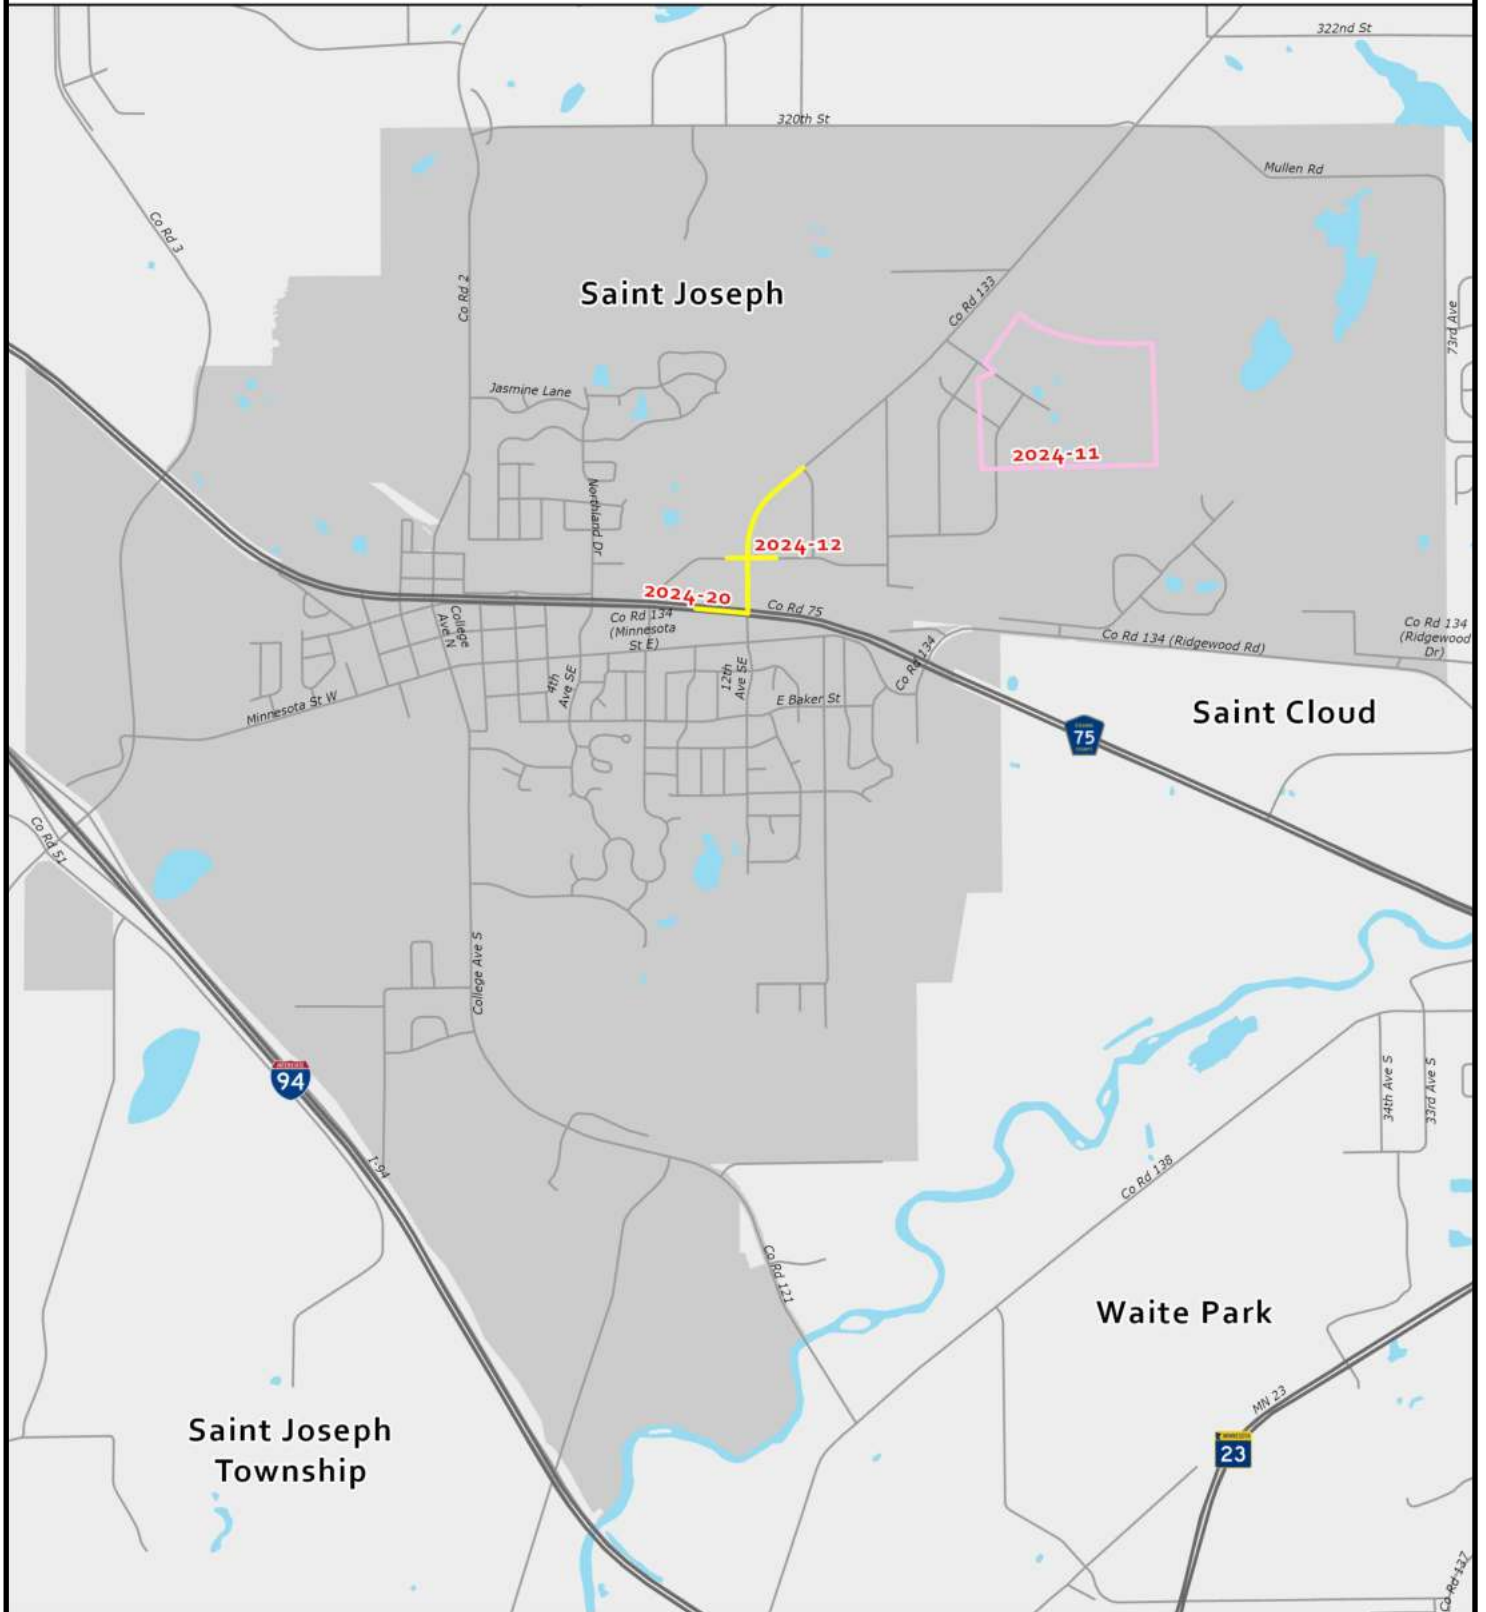 322nd St
320th St
Mullen Rd
Co Rd 3
Co Rd 2
Saint Joseph
Co Rd 133
73rd Ave
Jasmine Lane
2024-11
Northland Dr
2024-12
2024-20
Co Rd 75
College
Ave N
Co Rd 134
(Minnesota
St E)
Co Rd 134
Co Rd 134 (Ridgewood Rd)
Co Rd 134
(Ridgewood
Dr)
4th
Ave SE
12th
Ave SE
E Baker St
Minnesota St W
Saint Cloud
75
Co Rd 51
College Ave S
94
I-94
34th Ave S
33rd Ave S
Co Rd 138
Co Rd 121
Waite Park
MN 23
MINNESOTA
23
Saint Joseph
Township
Co Rd 137